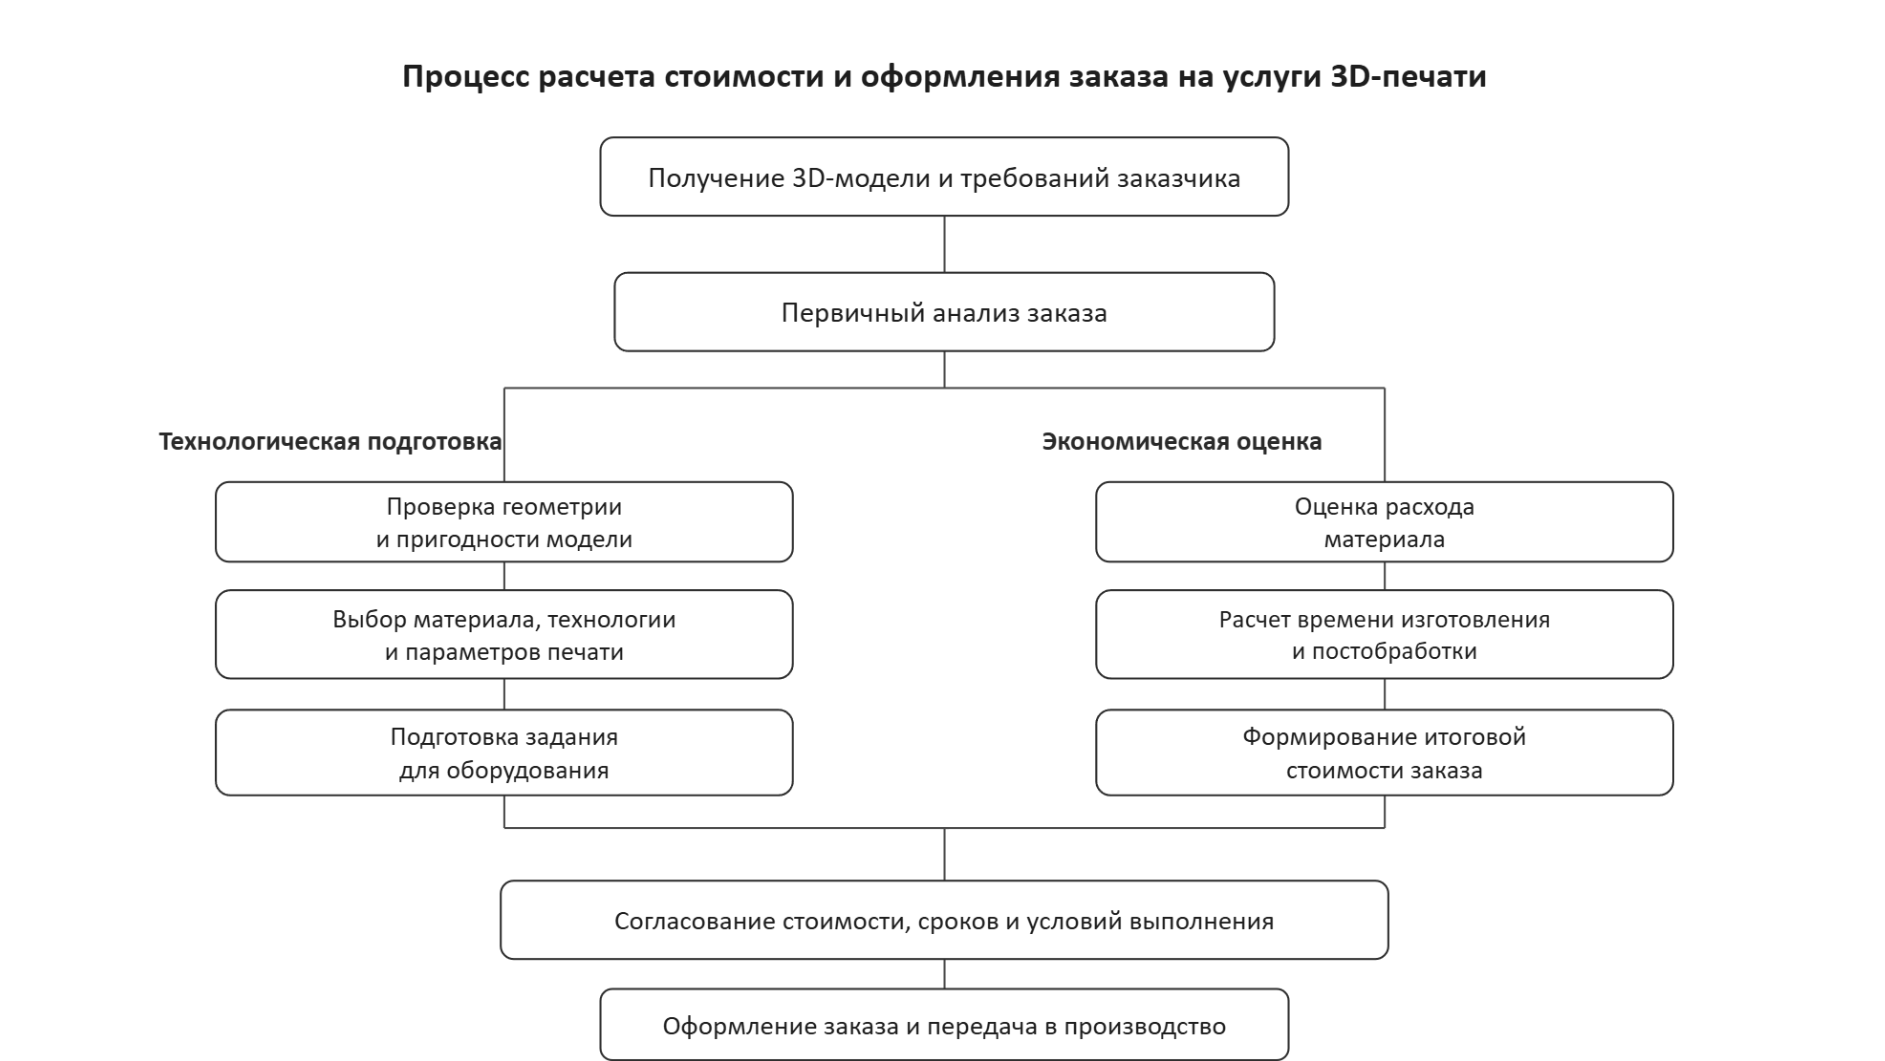 Процесс расчета стоимости и оформления заказа на услуги 3D-печати
Получение 3D-модели и требований заказчика
Первичный анализ заказа
Технологическая подготовка
Проверка геометрии
и пригодности модели
Выбор материала, технологии
и параметров печати
Подготовка задания
для оборудования
Экономическая оценка
Оценка расхода
материала
Расчет времени изготовления
и постобработки
Формирование итоговой
стоимости заказа
Согласование стоимости, сроков и условий выполнения
Оформление заказа и передача в производство